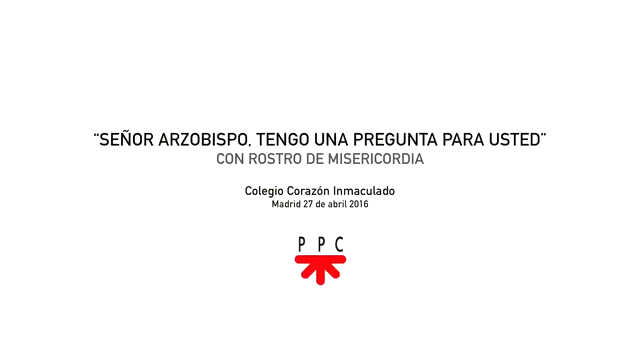 “SEÑOR ARZOBISPO, TENGO UNA PREGUNTA PARA USTED”
CON ROSTRO DE MISERICORDIA
Colegio Corazón Inmaculado
Madrid 27 de abril 2016
PPC